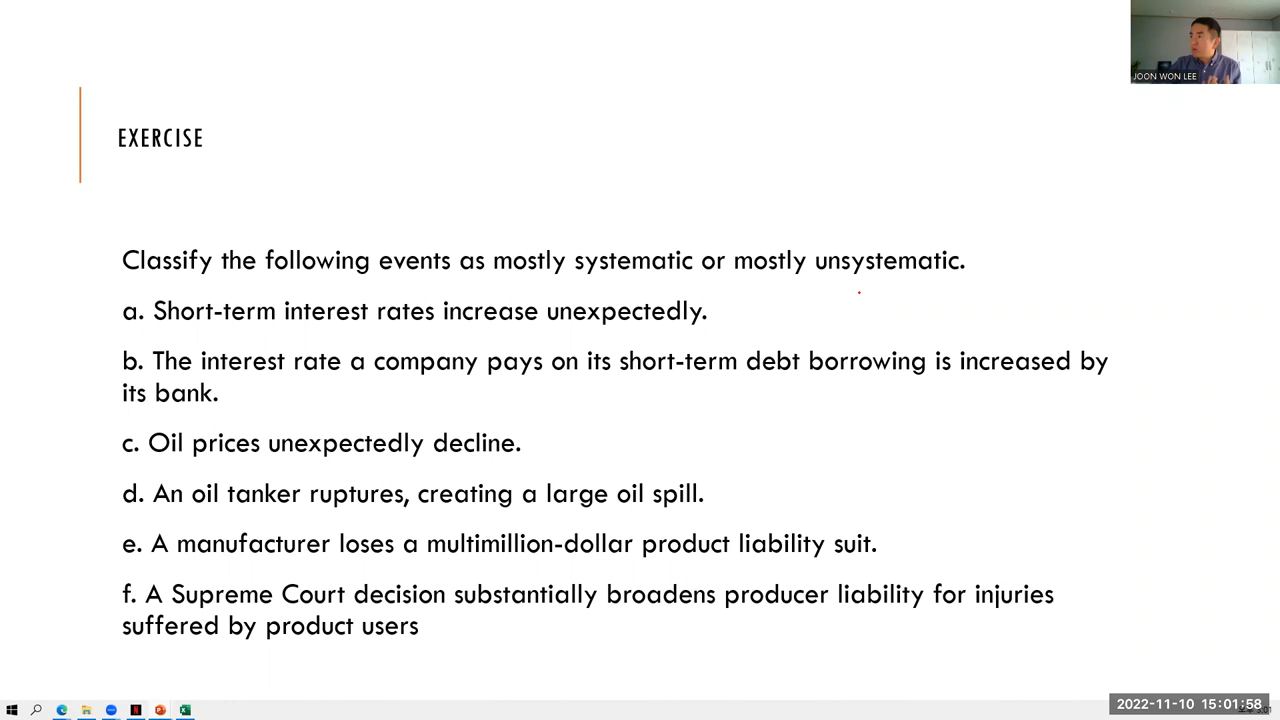 JOON WON LEE
EXERCISE
Classify the following events as mostly systematic or mostly unsystematic.
a. Short-term interest rates increase unexpectedly.
b. The interest rate a company pays on its short-term debt borrowing is increased by
its bank.
c. Oil prices unexpectedly decline.
d. An oil tanker ruptures, creating a large oil spill.
e. A manufacturer loses a multimillion-dollar product liability suit.
f. A Supreme Court decision substantially broadens producer liability for injuries
suffered by product users
2022-11-10 15:01:58